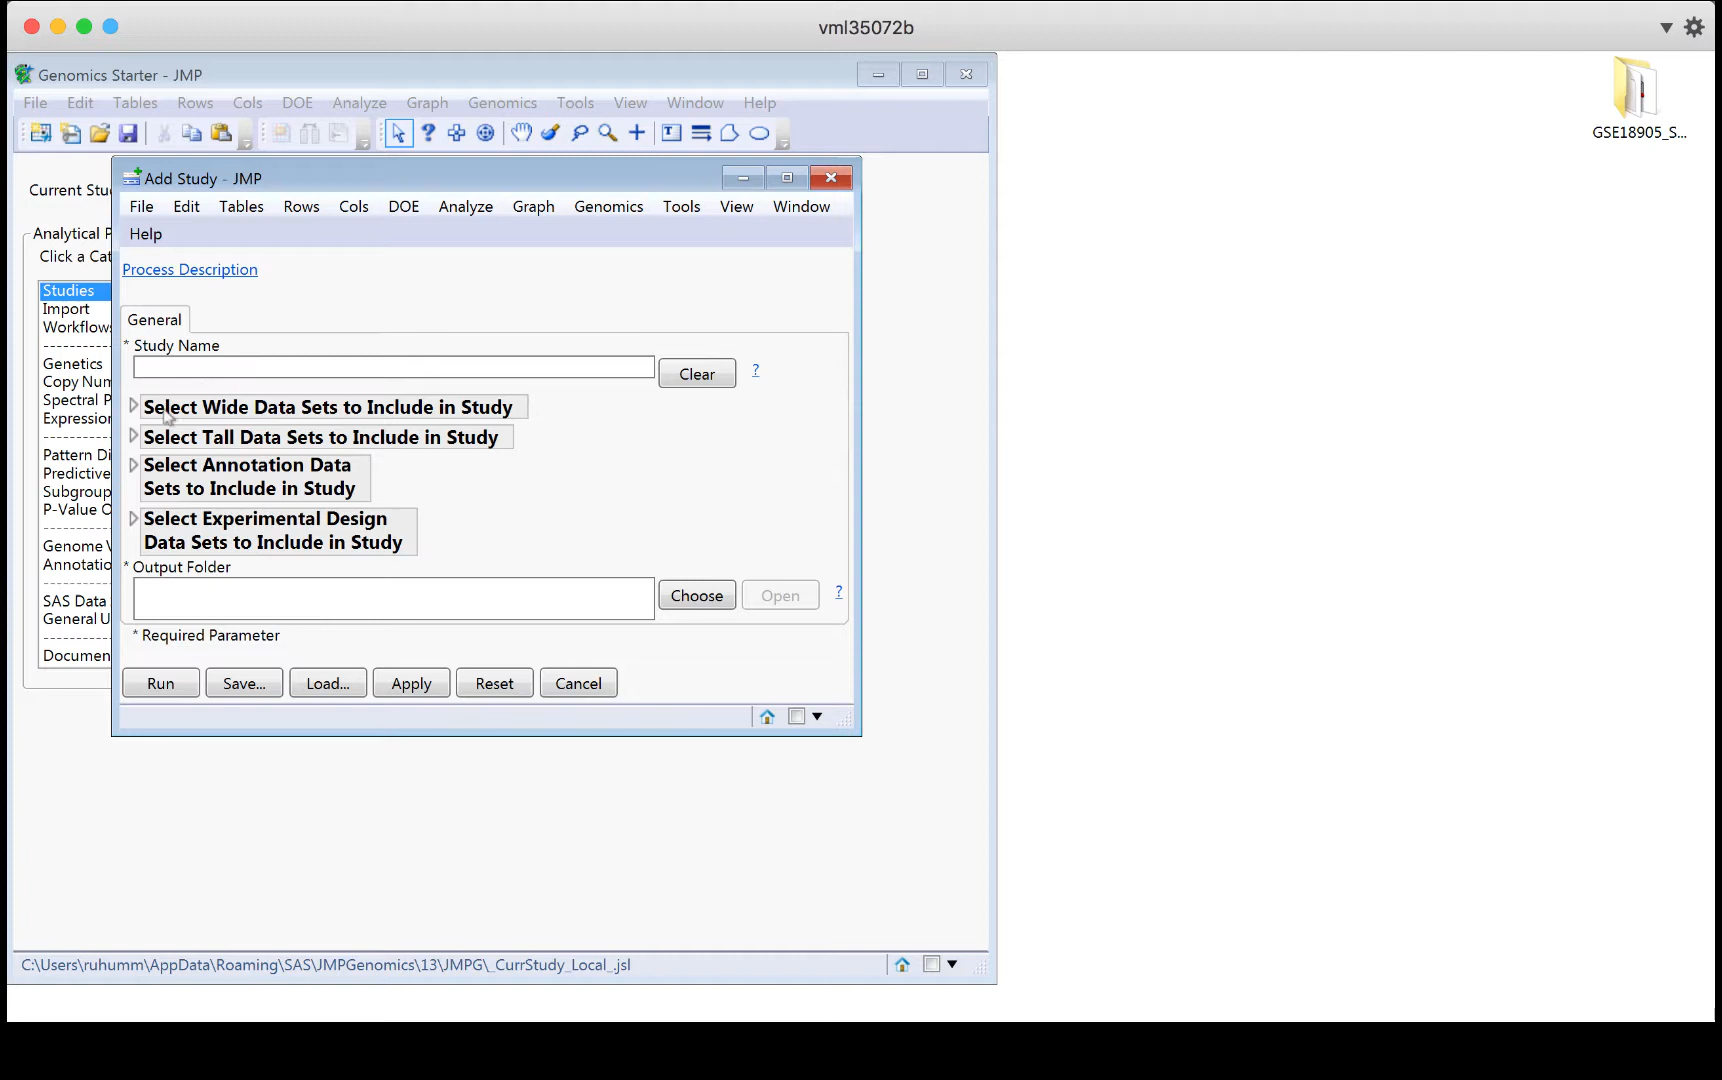 vml35072b
Genomics Starter - JMP
File Edit Tables Rows Cols DOE Analyze Graph Genomics Tools View Window Help
GSE18905_S...
Add Study - JMP
File Edit Tables Rows Cols DOE Analyze Graph Genomics Tools View Window
Help
Current Stu
Analytical P
Click a Cat
Studies
Import
Workflows
Genetics
Copy Num
Spectral P
Expression
Pattern Di
Predictive
Subgroup
P-Value O
Genome V
Annotatio
SAS Data
General U
Documen
Process Description
General
* Study Name
Clear ?
Select Wide Data Sets to Include in Study
Select Tall Data Sets to Include in Study
Select Annotation Data
Sets to Include in Study
Select Experimental Design
Data Sets to Include in Study
* Output Folder
Choose Open ?
* Required Parameter
Run Save... Load... Apply Reset Cancel
C:\Users\ruhumm\AppData\Roaming\SAS\JMPGenomics\13\JMPG\_CurrStudy_Local_.jsl